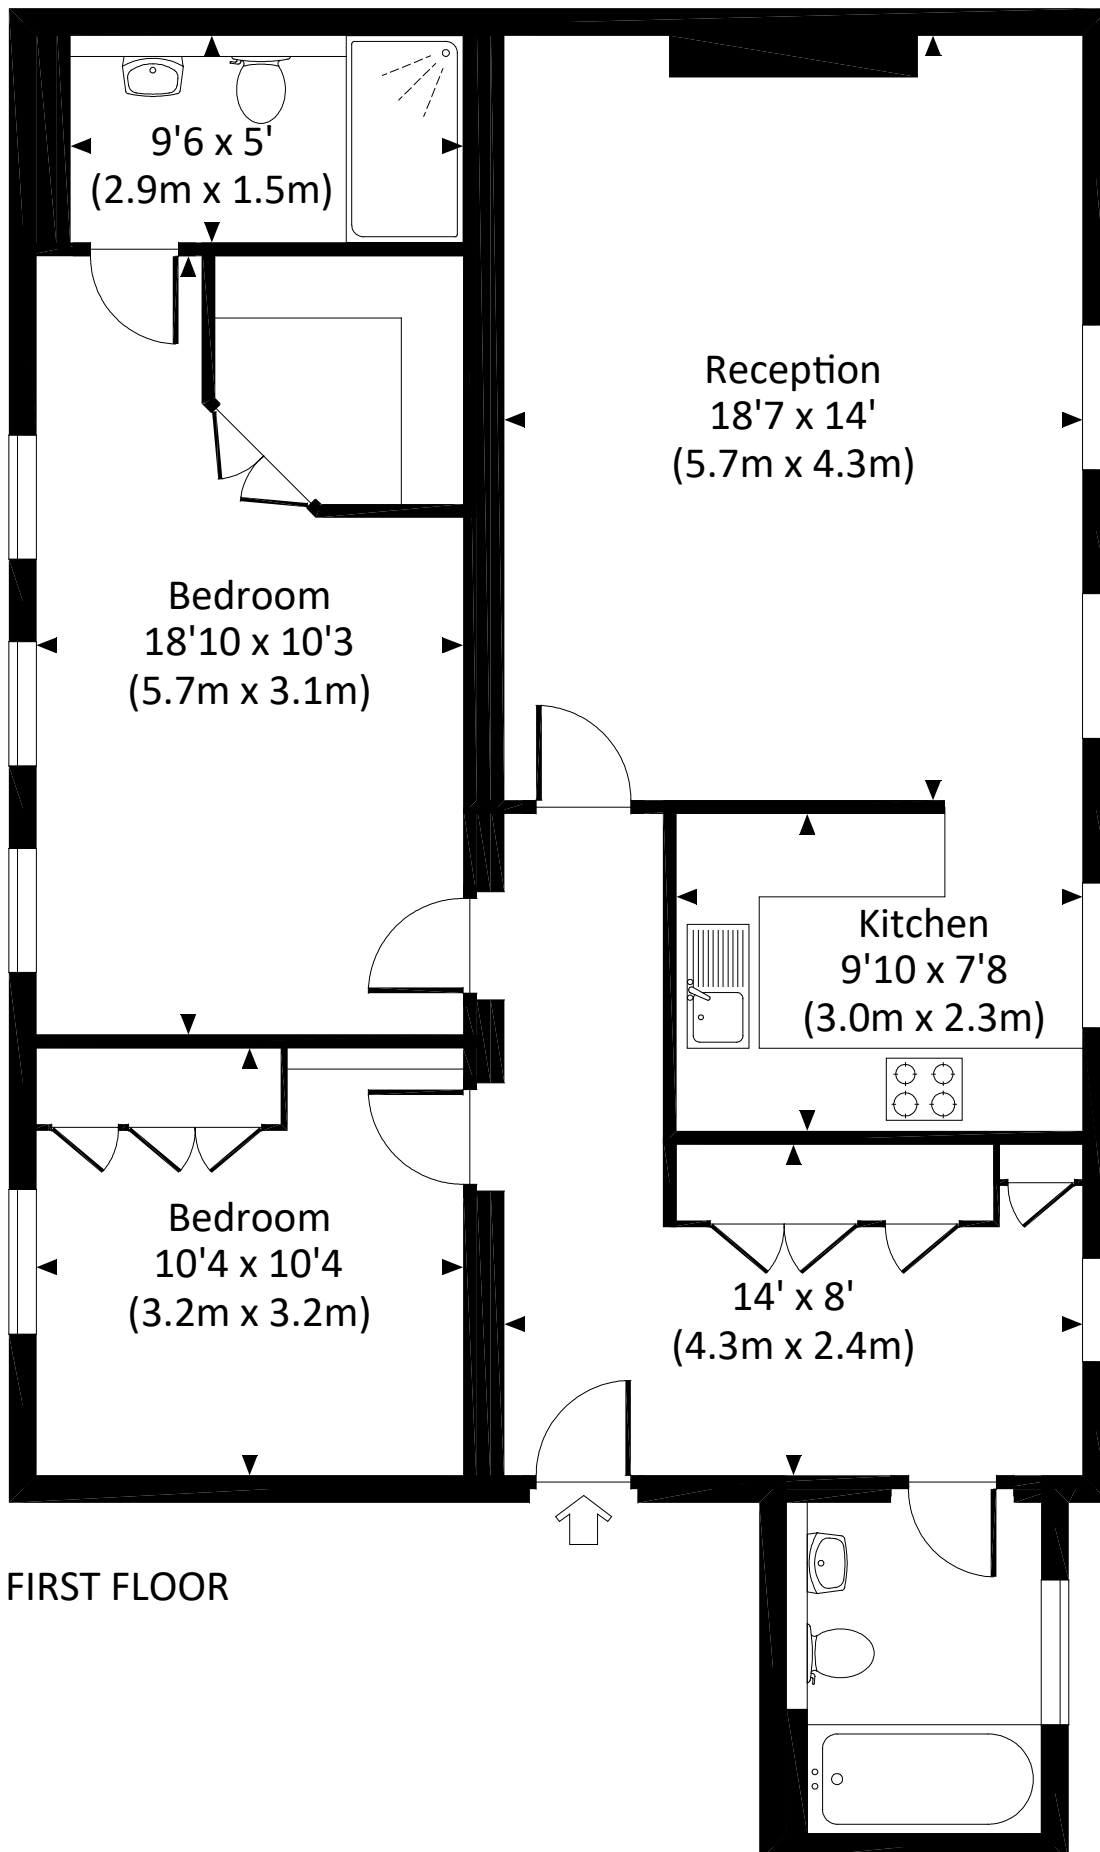 9'6 x 5'
(2.9m x 1.5m)
Reception
18'7 x 14'
(5.7m x 4.3m)
Bedroom
18'10 x 10'3
(5.7m x 3.1m)
Kitchen
9'10 x 7'8
(3.0m x 2.3m)
Bedroom
10'4 x 10'4
(3.2m x 3.2m)
14' x 8'
(4.3m x 2.4m)
FIRST FLOOR